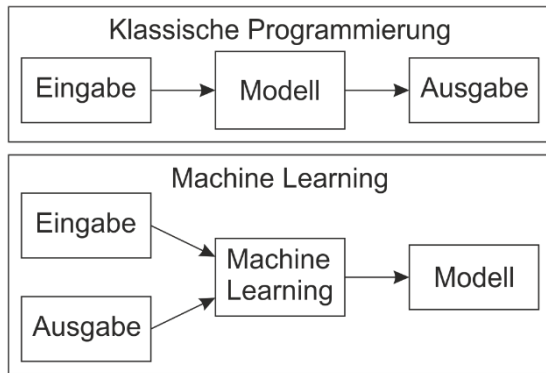 Klassische Programmierung
Eingabe
Modell
Ausgabe
Machine Learning
Eingabe
Ausgabe
Machine
Learning
Modell